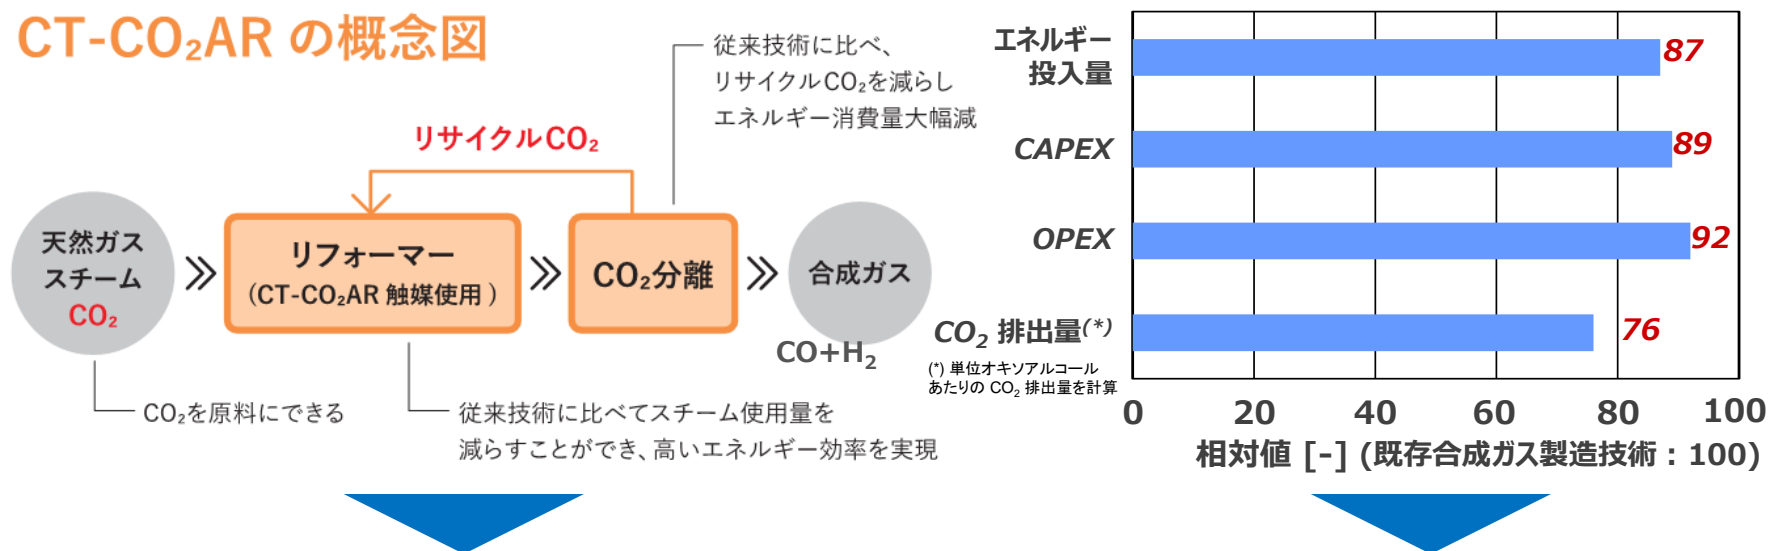 CT-CO₂AR の概念図
従来技術に比べ、
リサイクルCO₂を減らし
エネルギー消費量大幅減
リサイクルCO₂
天然ガス
スチーム
CO₂
リフォーマー
(CT-CO₂AR 触媒使用)
CO₂分離
合成ガス
CO+H₂
CO₂を原料にできる
従来技術に比べてスチーム使用量を
減らすことができ、高いエネルギー効率を実現
エネルギー
投入量
87
CAPEX
89
OPEX
92
CO₂ 排出量(*)
76
(*) 単位オキソアルコール
あたりの CO₂ 排出量を計算
0 20 40 60 80 100
相対値 [-] (既存合成ガス製造技術：100)